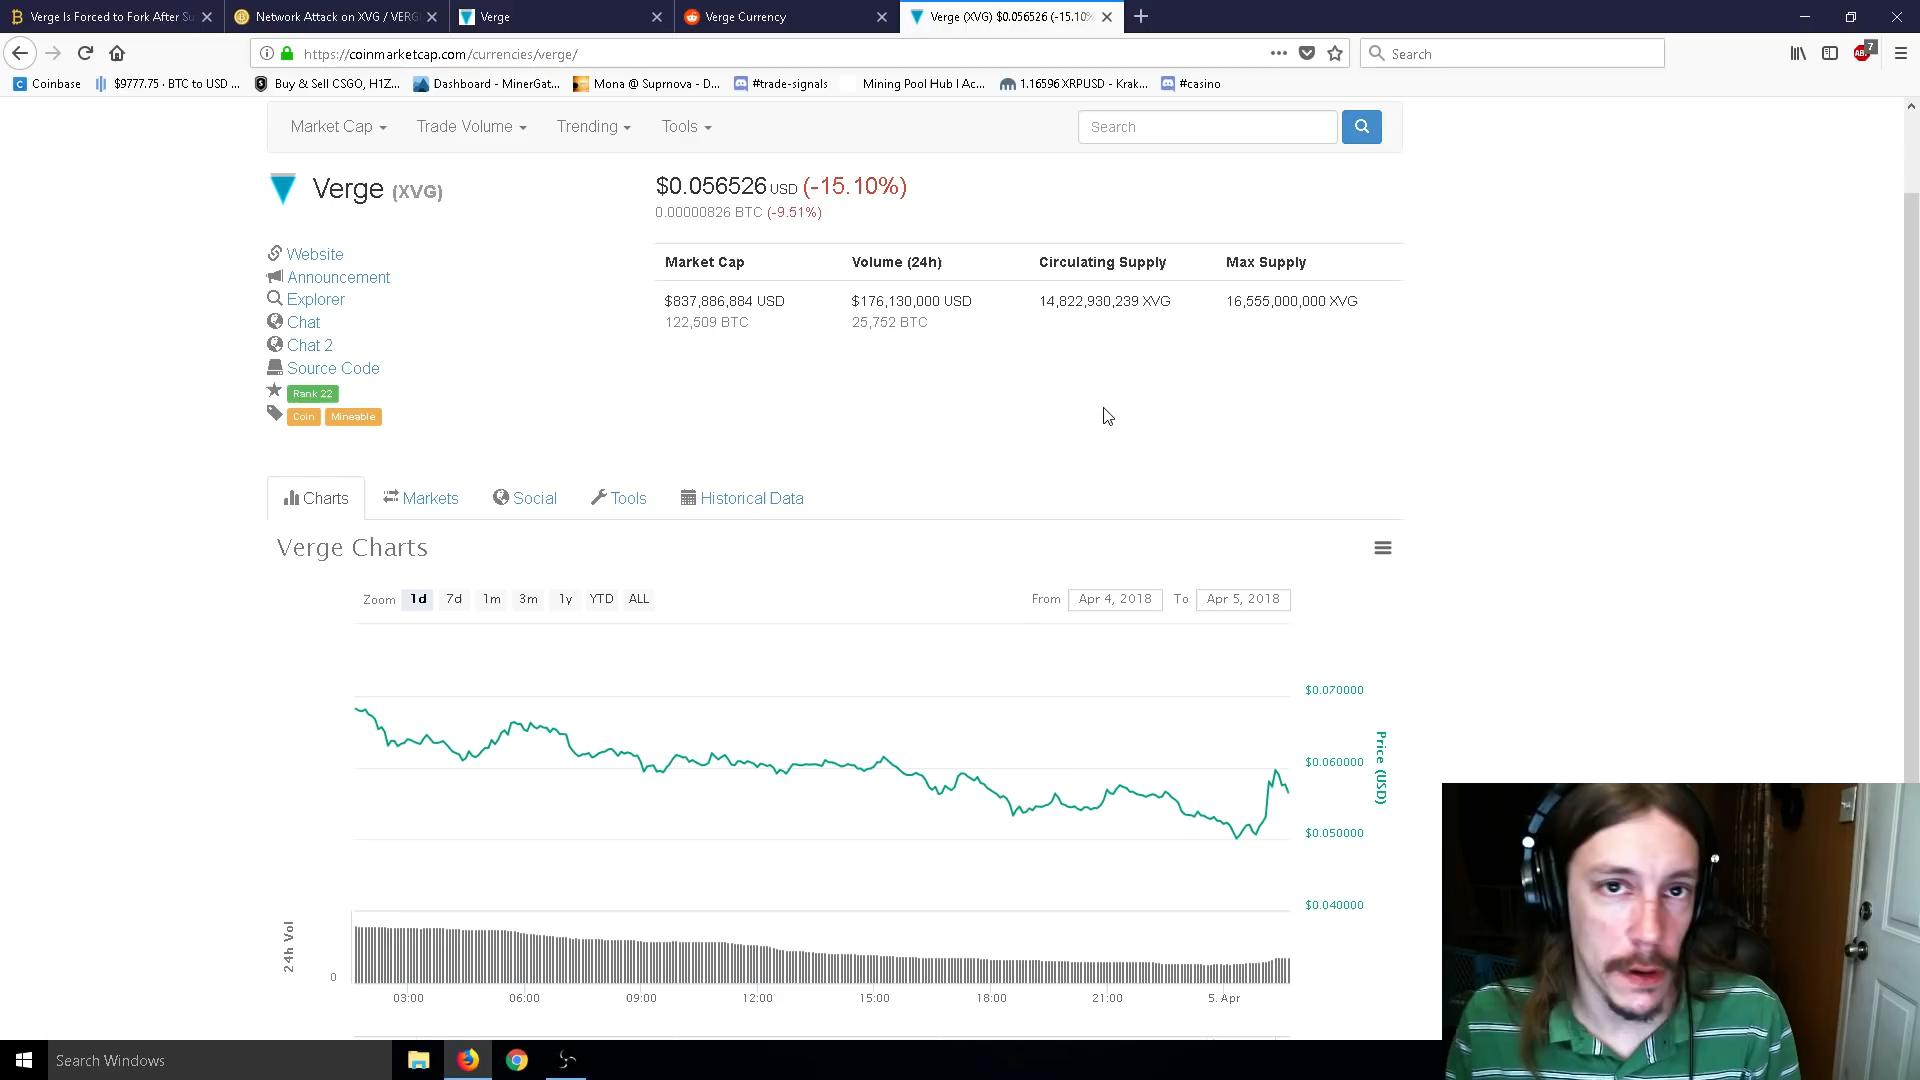 Verge Is Forced to Fork After Su
Network Attack on XVG / VERG
Verge
Verge Currency
Verge (XVG) $0.056526 (-15.10%
https://coinmarketcap.com/currencies/verge/
Search
7
Coinbase
$9777.75 · BTC to USD ...
Buy & Sell CSGO, H1Z...
Dashboard - MinerGat...
Mona @ Suprnova - D...
#trade-signals
Mining Pool Hub | Ac...
1.16596 XRPUSD - Krak...
#casino
Market Cap
Trade Volume
Trending
Tools
Search
Verge (XVG)
$0.056526 USD (-15.10%)
0.00000826 BTC (-9.51%)
Website
Announcement
Explorer
Chat
Chat 2
Source Code
Rank 22
Coin
Mineable
Market Cap
Volume (24h)
Circulating Supply
Max Supply
$837,886,884 USD
$176,130,000 USD
14,822,930,239 XVG
16,555,000,000 XVG
122,509 BTC
25,752 BTC
Charts
Markets
Social
Tools
Historical Data
Verge Charts
Zoom 1d 7d 1m 3m 1y YTD ALL
From Apr 4, 2018 To Apr 5, 2018
$0.070000
$0.060000
$0.050000
$0.040000
Price (USD)
24h Vol
0
03:00
06:00
09:00
12:00
15:00
18:00
21:00
5. Apr
Search Windows